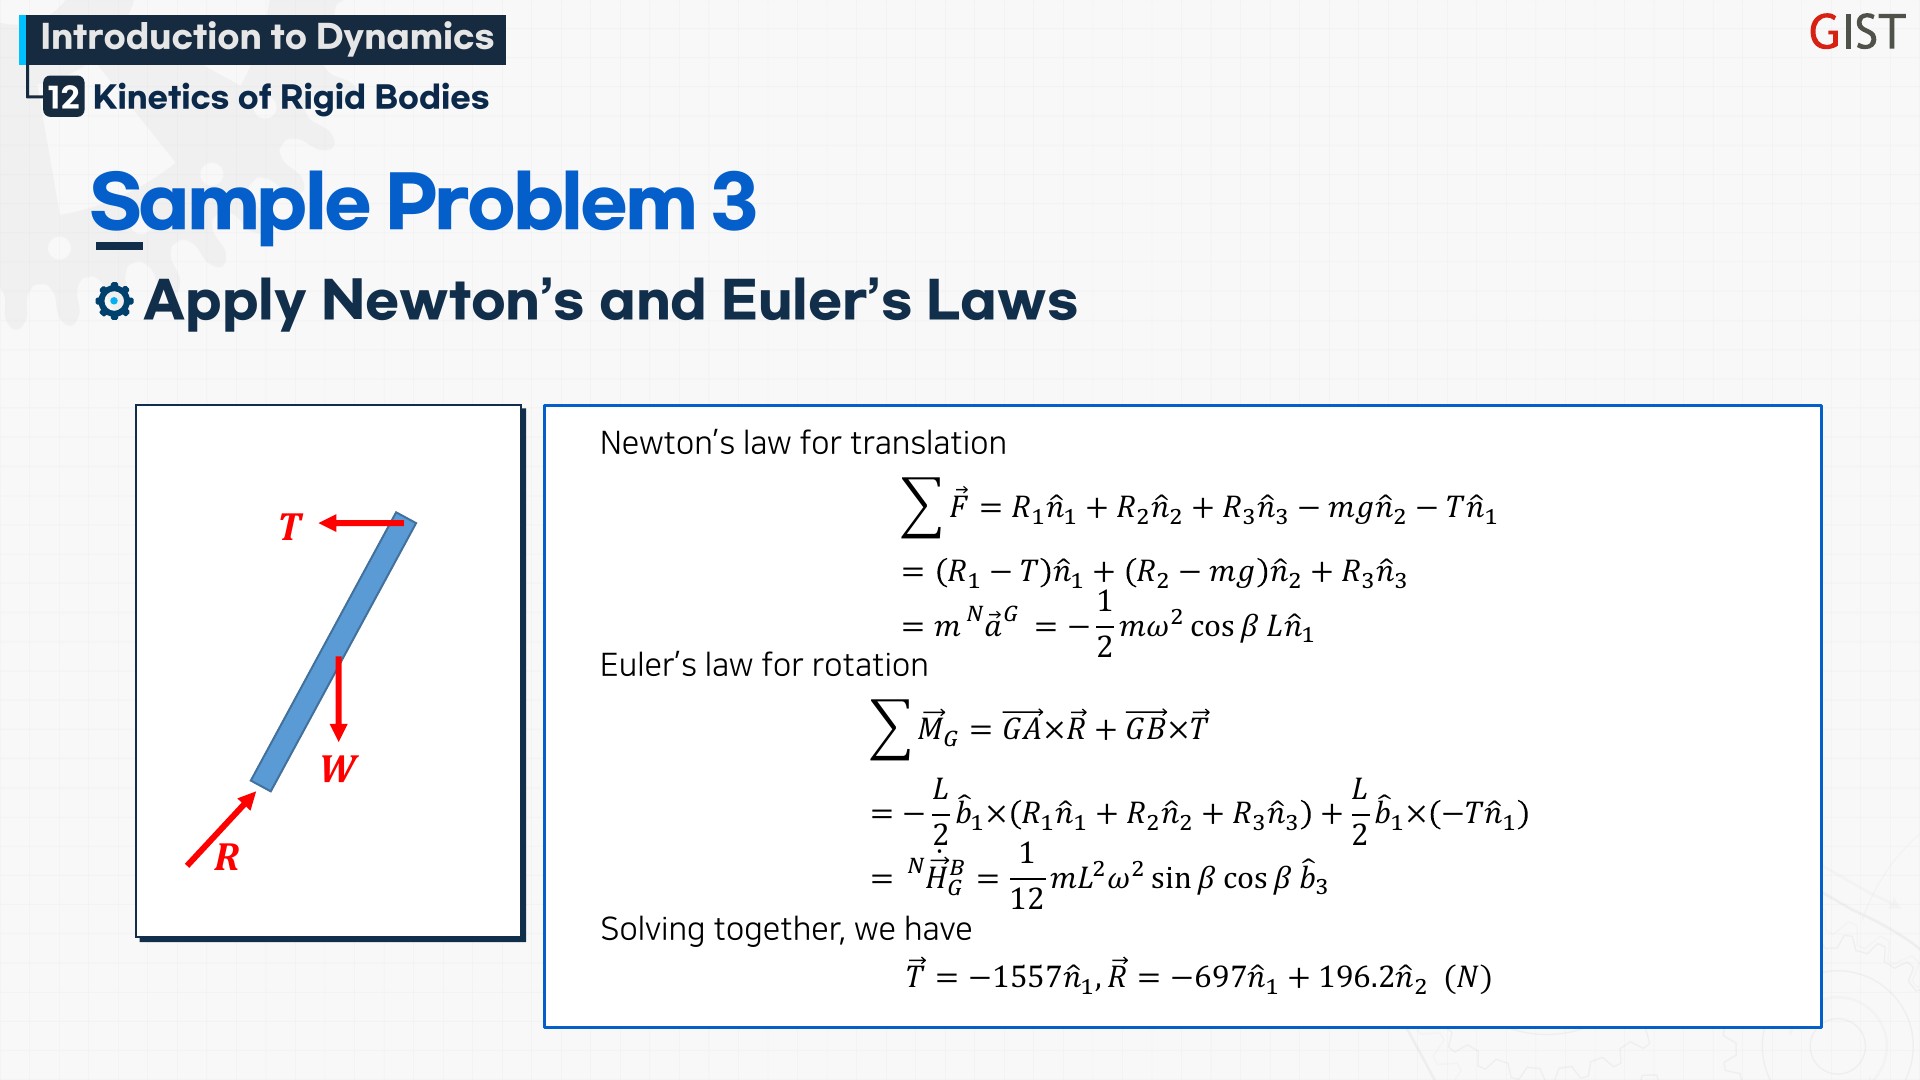 Introduction to Dynamics
GIST
12 Kinetics of Rigid Bodies
Sample Problem 3
Apply Newton's and Euler's Laws
Newton's law for translation
∑ F⃗ = R₁n̂₁ + R₂n̂₂ + R₃n̂₃ − mgn̂₂ − Tn̂₁
= (R₁ − T)n̂₁ + (R₂ − mg)n̂₂ + R₃n̂₃
= m ᴺa⃗ᴳ = −1/2 mω² cos β Ln̂₁
Euler's law for rotation
∑ M⃗_G = GA⃗×R⃗ + GB⃗×T⃗
= −L/2 b̂₁×(R₁n̂₁ + R₂n̂₂ + R₃n̂₃) + L/2 b̂₁×(−Tn̂₁)
= ᴺH⃗̇_Gᴮ = 1/12 mL²ω² sin β cos β b̂₃
Solving together, we have
T⃗ = −1557n̂₁, R⃗ = −697n̂₁ + 196.2n̂₂ (N)
T
W
R